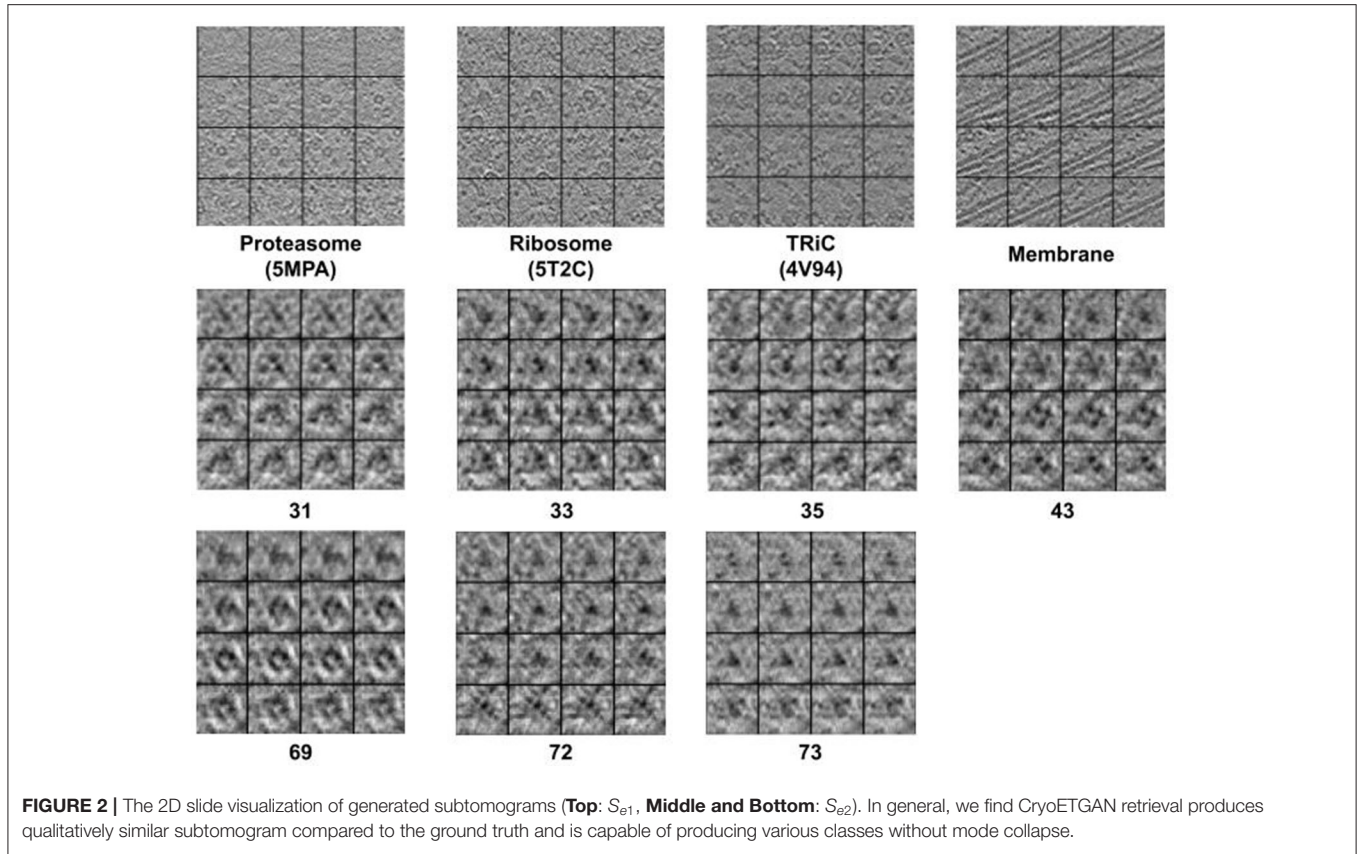 Proteasome Ribosome TRiC Membrane
(5MPA) (5T2C) (4V94)
31 33 35 43
69 72 73
FIGURE 2 | The 2D slide visualization of generated subtomograms (Top: Se1, Middle and Bottom: Se2). In general, we find CryoETGAN retrieval produces
qualitatively similar subtomogram compared to the ground truth and is capable of producing various classes without mode collapse.